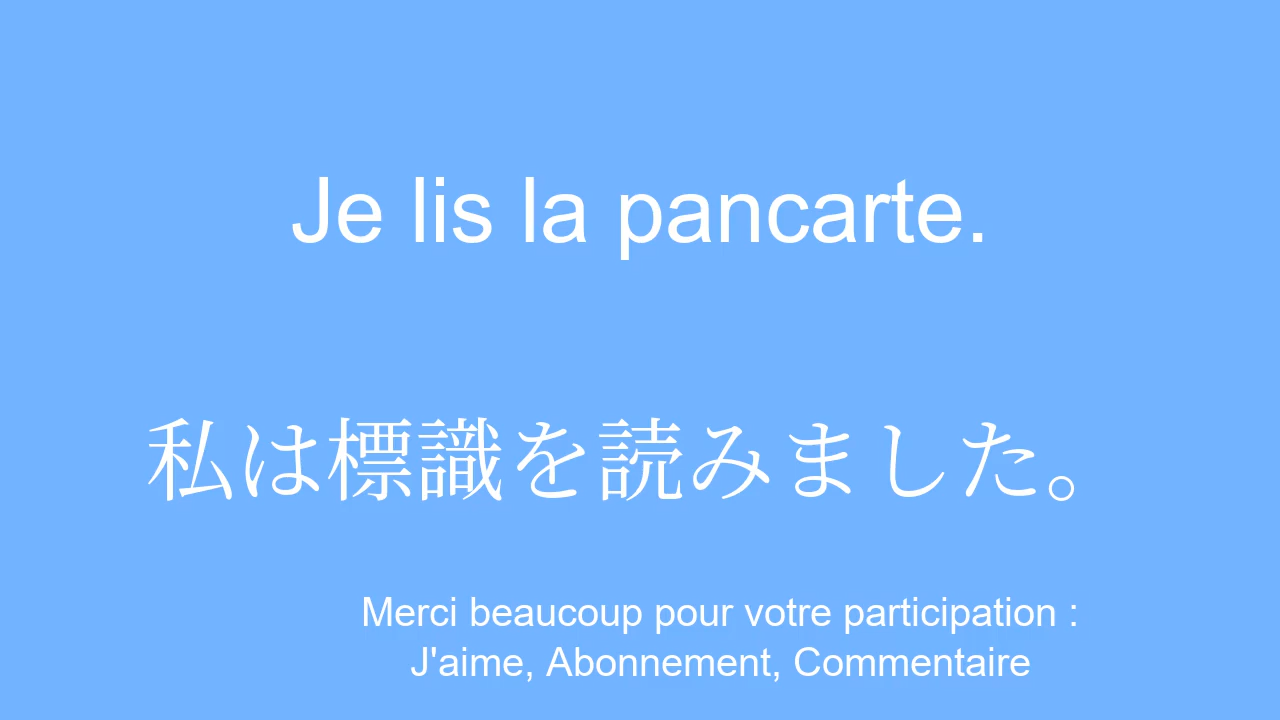 Je lis la pancarte.
私は標識を読みました。
Merci beaucoup pour votre participation :
J'aime, Abonnement, Commentaire